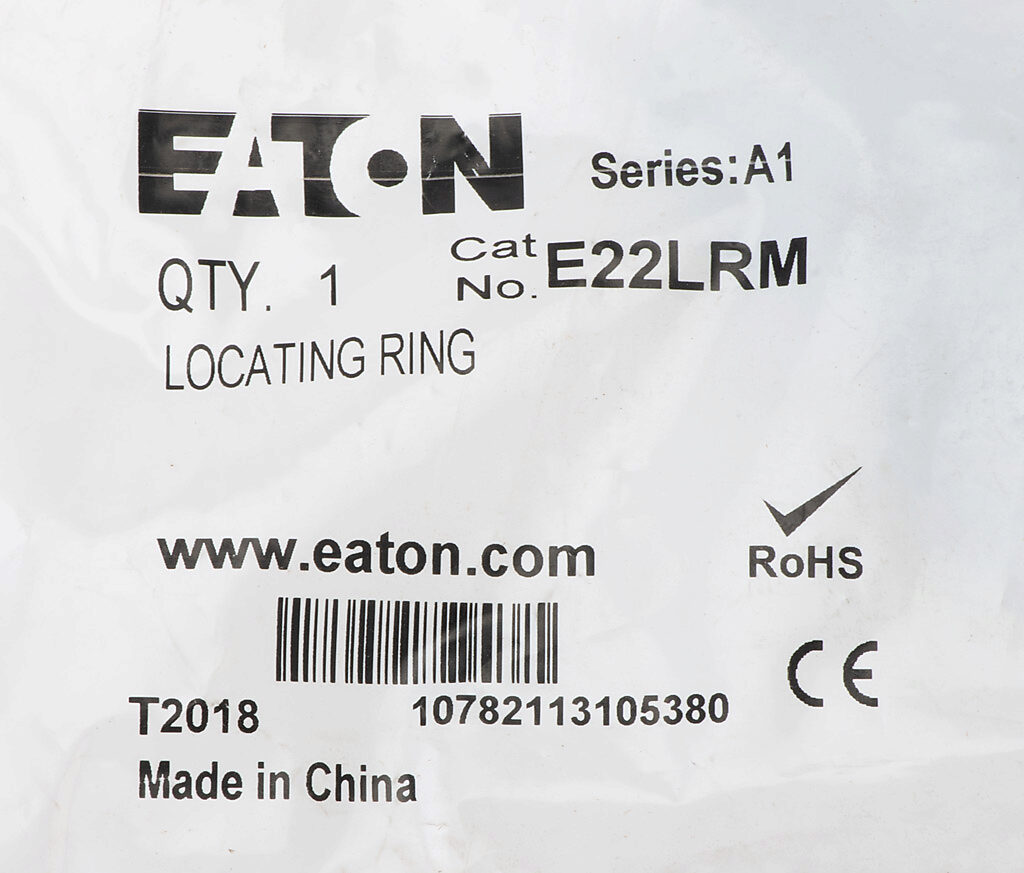 EATON Series:A1
QTY. 1 Cat No. E22LRM
LOCATING RING
RoHS
www.eaton.com
CE
T2018 10782113105380
Made in China